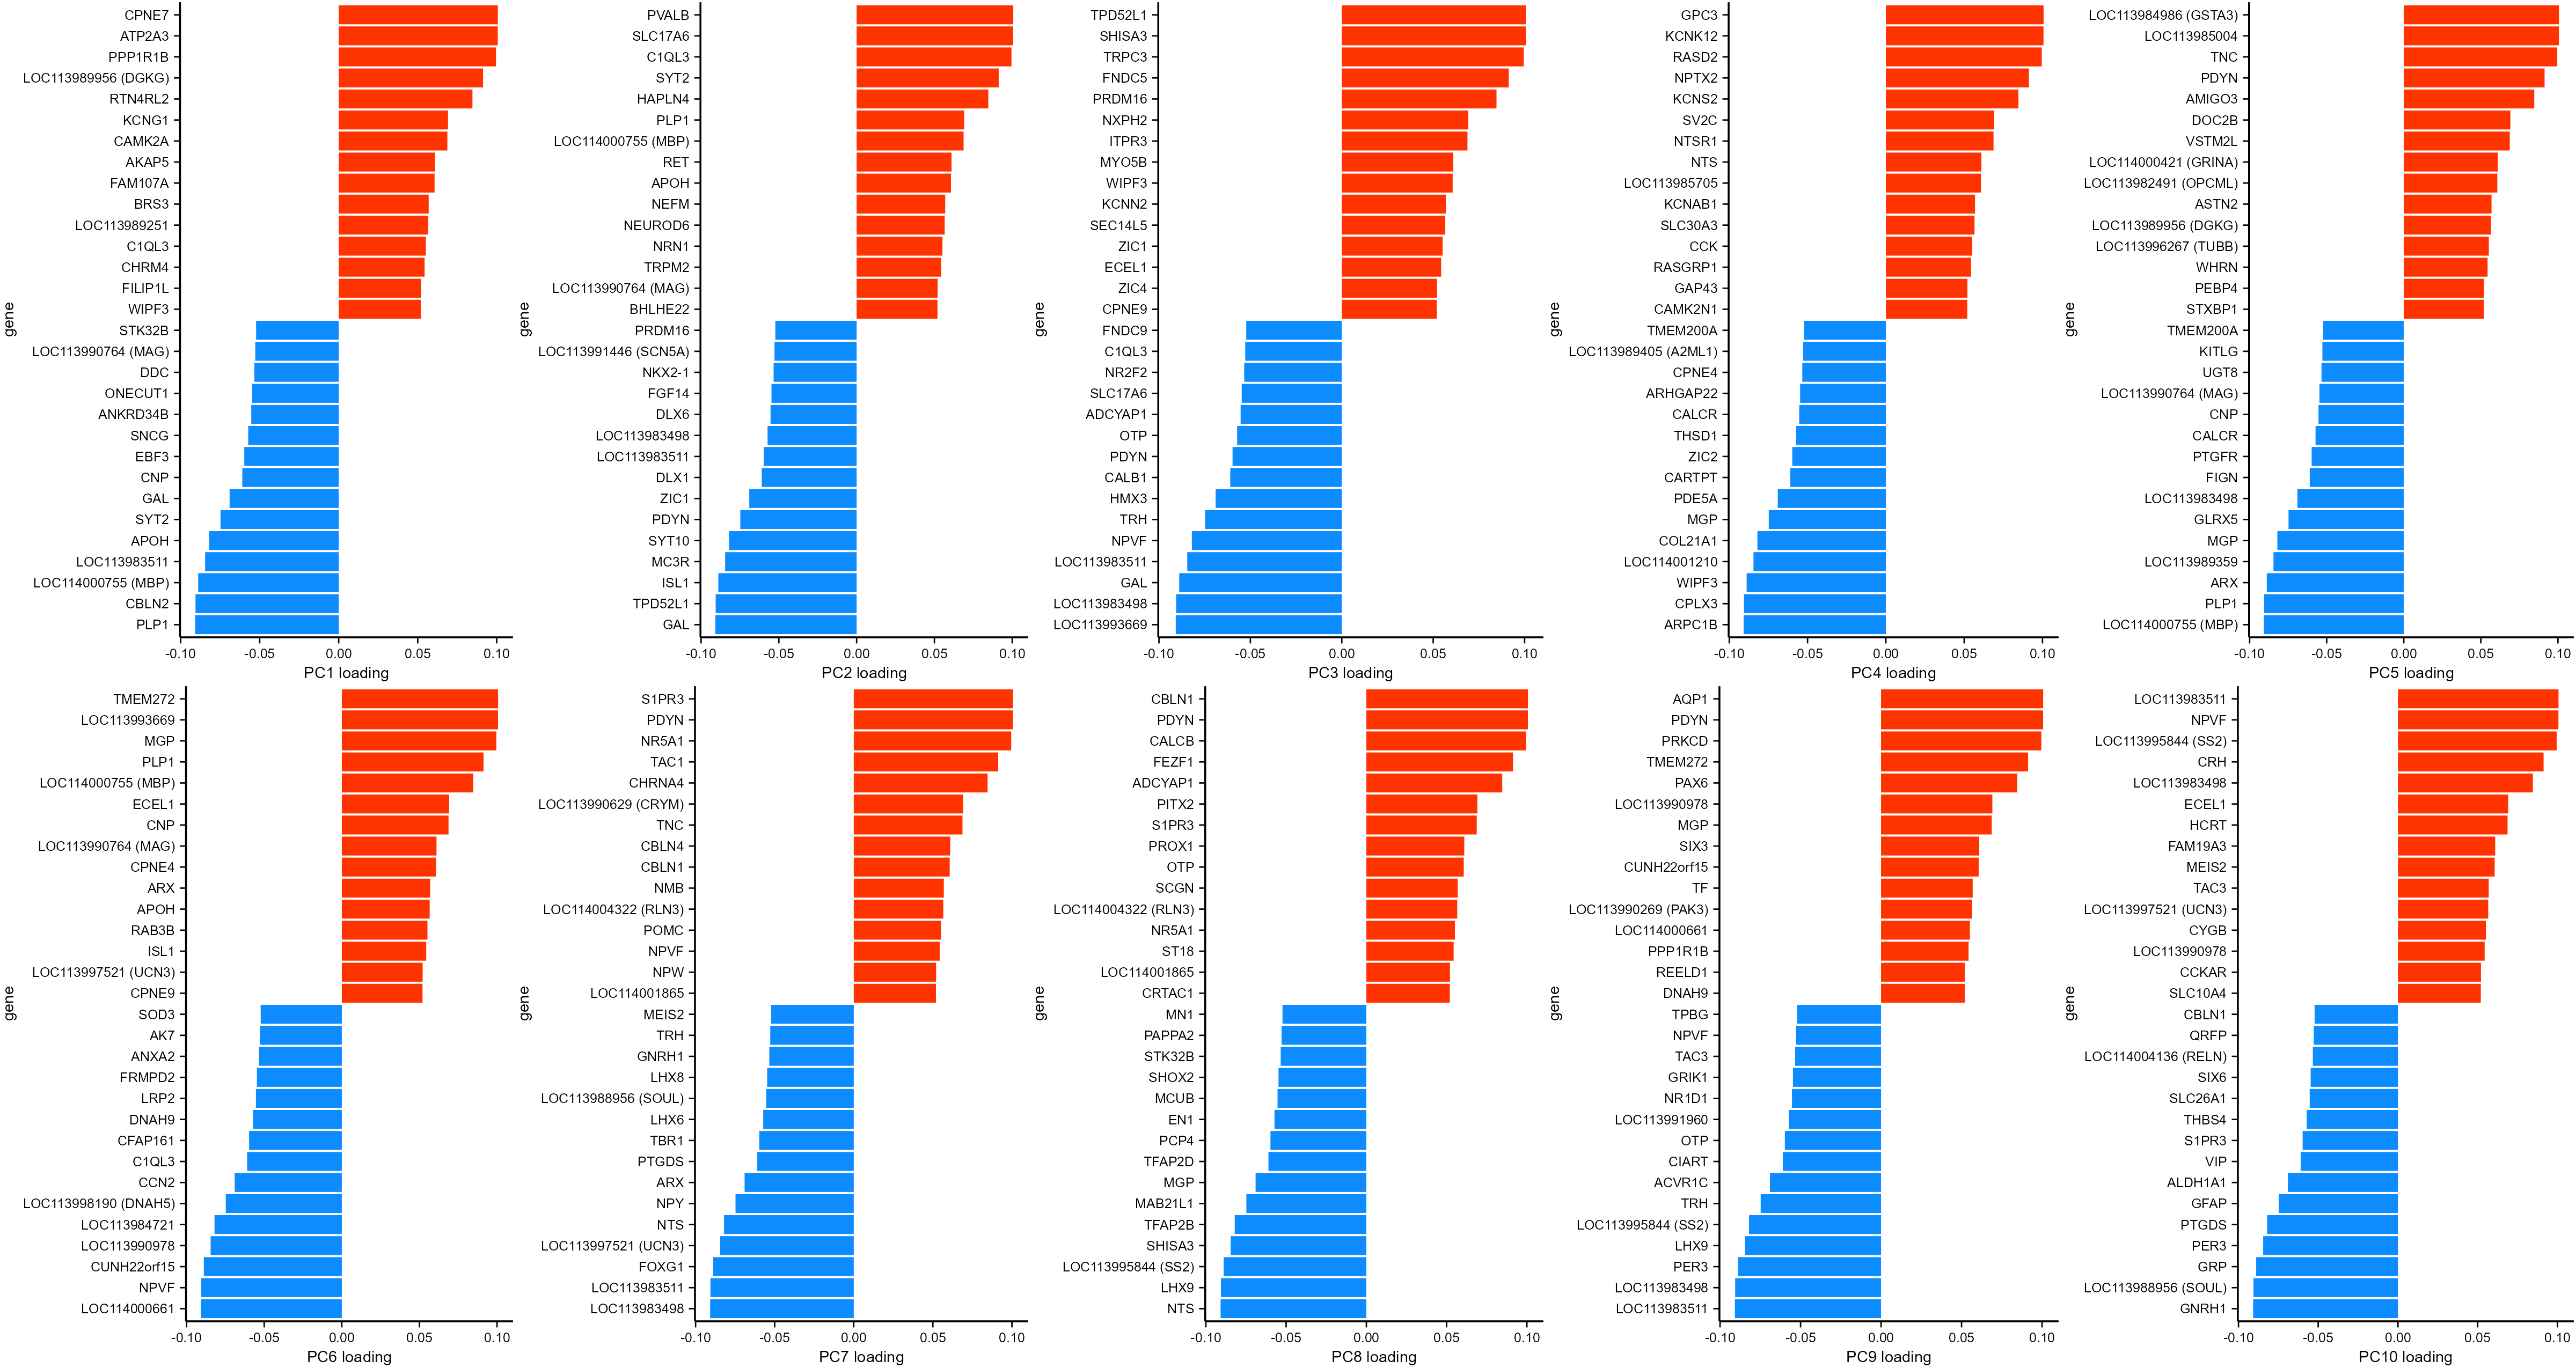 gene
CPNE7
ATP2A3
PPP1R1B
LOC113989956 (DGKG)
RTN4RL2
KCNG1
CAMK2A
AKAP5
FAM107A
BRS3
LOC113989251
C1QL3
CHRM4
FILIP1L
WIPF3
STK32B
LOC113990764 (MAG)
DDC
ONECUT1
ANKRD34B
SNCG
EBF3
CNP
GAL
SYT2
APOH
LOC113983511
LOC114000755 (MBP)
CBLN2
PLP1
-0.10 -0.05 0.00 0.05 0.10
PC1 loading
gene
PVALB
SLC17A6
C1QL3
SYT2
HAPLN4
PLP1
LOC114000755 (MBP)
RET
APOH
NEFM
NEUROD6
NRN1
TRPM2
LOC113990764 (MAG)
BHLHE22
PRDM16
LOC113991446 (SCN5A)
NKX2-1
FGF14
DLX6
LOC113983498
LOC113983511
DLX1
ZIC1
PDYN
SYT10
MC3R
ISL1
TPD52L1
GAL
-0.10 -0.05 0.00 0.05 0.10
PC2 loading
gene
TPD52L1
SHISA3
TRPC3
FNDC5
PRDM16
NXPH2
ITPR3
MYO5B
WIPF3
KCNN2
SEC14L5
ZIC1
ECEL1
ZIC4
CPNE9
FNDC9
C1QL3
NR2F2
SLC17A6
ADCYAP1
OTP
PDYN
CALB1
HMX3
TRH
NPVF
LOC113983511
GAL
LOC113983498
LOC113993669
-0.10 -0.05 0.00 0.05 0.10
PC3 loading
gene
GPC3
KCNK12
RASD2
NPTX2
KCNS2
SV2C
NTSR1
NTS
LOC113985705
KCNAB1
SLC30A3
CCK
RASGRP1
GAP43
CAMK2N1
TMEM200A
LOC113989405 (A2ML1)
CPNE4
ARHGAP22
CALCR
THSD1
ZIC2
CARTPT
PDE5A
MGP
COL21A1
LOC114001210
WIPF3
CPLX3
ARPC1B
-0.10 -0.05 0.00 0.05 0.10
PC4 loading
gene
LOC113984986 (GSTA3)
LOC113985004
TNC
PDYN
AMIGO3
DOC2B
VSTM2L
LOC114000421 (GRINA)
LOC113982491 (OPCML)
ASTN2
LOC113989956 (DGKG)
LOC113996267 (TUBB)
WHRN
PEBP4
STXBP1
TMEM200A
KITLG
UGT8
LOC113990764 (MAG)
CNP
CALCR
PTGFR
FIGN
LOC113983498
GLRX5
MGP
LOC113989359
ARX
PLP1
LOC114000755 (MBP)
-0.10 -0.05 0.00 0.05 0.10
PC5 loading
gene
TMEM272
LOC113993669
MGP
PLP1
LOC114000755 (MBP)
ECEL1
CNP
LOC113990764 (MAG)
CPNE4
ARX
APOH
RAB3B
ISL1
LOC113997521 (UCN3)
CPNE9
SOD3
AK7
ANXA2
FRMPD2
LRP2
DNAH9
CFAP161
C1QL3
CCN2
LOC113998190 (DNAH5)
LOC113984721
LOC113990978
CUNH22orf15
NPVF
LOC114000661
-0.10 -0.05 0.00 0.05 0.10
PC6 loading
gene
S1PR3
PDYN
NR5A1
TAC1
CHRNA4
LOC113990629 (CRYM)
TNC
CBLN4
CBLN1
NMB
LOC114004322 (RLN3)
POMC
NPVF
NPW
LOC114001865
MEIS2
TRH
GNRH1
LHX8
LOC113988956 (SOUL)
LHX6
TBR1
PTGDS
ARX
NPY
NTS
LOC113997521 (UCN3)
FOXG1
LOC113983511
LOC113983498
-0.10 -0.05 0.00 0.05 0.10
PC7 loading
gene
CBLN1
PDYN
CALCB
FEZF1
ADCYAP1
PITX2
S1PR3
PROX1
OTP
SCGN
LOC114004322 (RLN3)
NR5A1
ST18
LOC114001865
CRTAC1
MN1
PAPPA2
STK32B
SHOX2
MCUB
EN1
PCP4
TFAP2D
MGP
MAB21L1
TFAP2B
SHISA3
LOC113995844 (SS2)
LHX9
NTS
-0.10 -0.05 0.00 0.05 0.10
PC8 loading
gene
AQP1
PDYN
PRKCD
TMEM272
PAX6
LOC113990978
MGP
SIX3
CUNH22orf15
TF
LOC113990269 (PAK3)
LOC114000661
PPP1R1B
REELD1
DNAH9
TPBG
NPVF
TAC3
GRIK1
NR1D1
LOC113991960
OTP
CIART
ACVR1C
TRH
LOC113995844 (SS2)
LHX9
PER3
LOC113983498
LOC113983511
-0.10 -0.05 0.00 0.05 0.10
PC9 loading
gene
LOC113983511
NPVF
LOC113995844 (SS2)
CRH
LOC113983498
ECEL1
HCRT
FAM19A3
MEIS2
TAC3
LOC113997521 (UCN3)
CYGB
LOC113990978
CCKAR
SLC10A4
CBLN1
QRFP
LOC114004136 (RELN)
SIX6
SLC26A1
THBS4
S1PR3
VIP
ALDH1A1
GFAP
PTGDS
PER3
GRP
LOC113988956 (SOUL)
GNRH1
-0.10 -0.05 0.00 0.05 0.10
PC10 loading